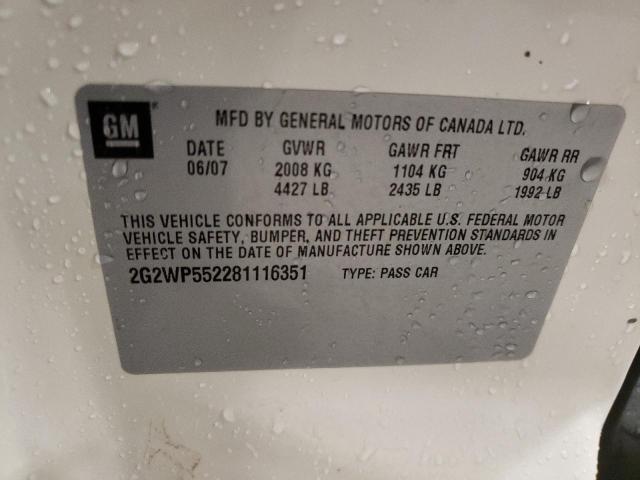 GM
MFD BY GENERAL MOTORS OF CANADA LTD.
DATE GVWR GAWR FRT GAWR RR
06/07 2008 KG 1104 KG 904 KG
4427 LB 2435 LB 1992 LB
THIS VEHICLE CONFORMS TO ALL APPLICABLE U.S. FEDERAL MOTOR
VEHICLE SAFETY, BUMPER, AND THEFT PREVENTION STANDARDS IN
EFFECT ON THE DATE OF MANUFACTURE SHOWN ABOVE.
2G2WP552281116351 TYPE: PASS CAR